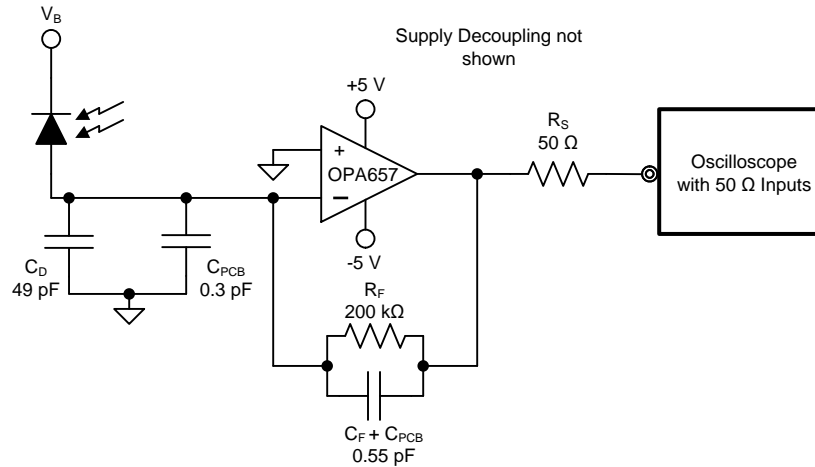 V_B
Supply Decoupling not
shown
+5 V
+
OPA657
-
-5 V
R_S
50 Ω
Oscilloscope
with 50 Ω Inputs
C_D
49 pF
C_PCB
0.3 pF
R_F
200 kΩ
C_F + C_PCB
0.55 pF